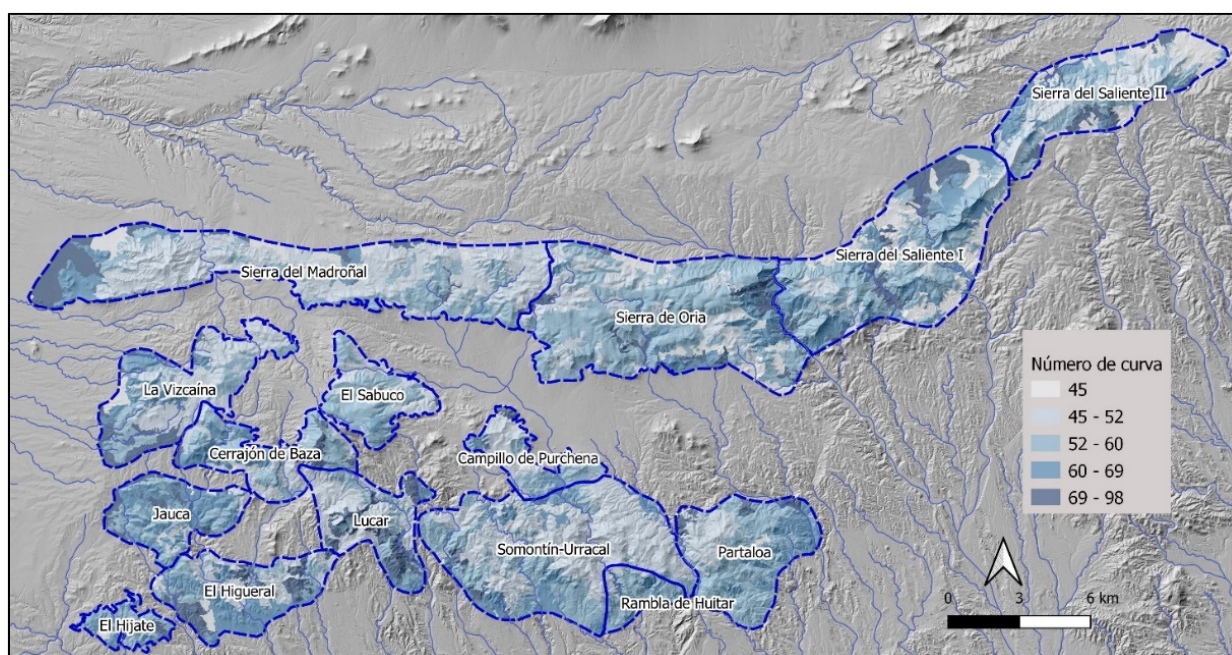 Sierra del Saliente II
Sierra del Saliente I
Sierra del Madroñal
Sierra de Oria
La Vizcaína
El Sabuco
Cerrajón de Baza
Campillo de Purchena
Jauca
Lucar
Somontín-Urracal
Partaloa
El Higueral
Rambla de Huitar
El Hijate
Número de curva
45
45 - 52
52 - 60
60 - 69
69 - 98
0 3 6 km